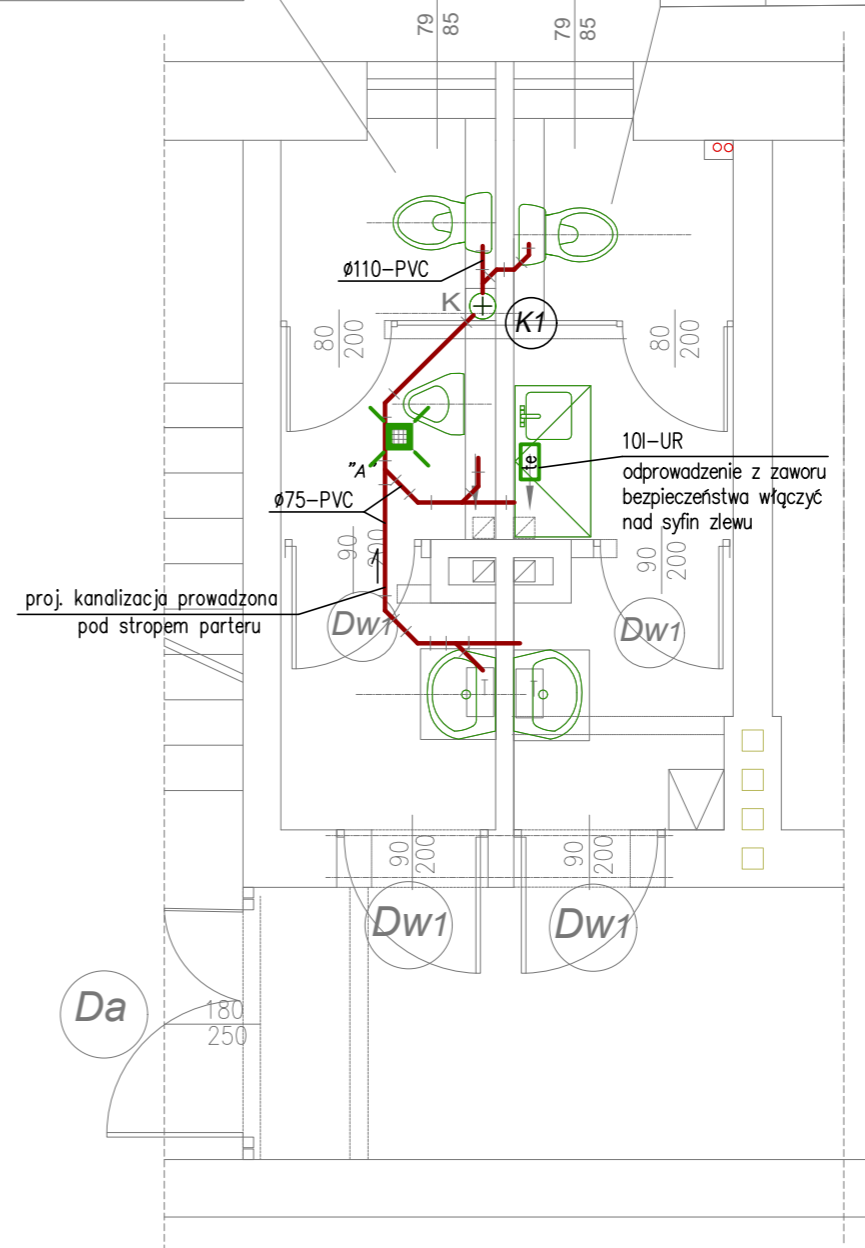 79
85
79
85
ø110-PVC
K
K1
80
200
80
200
10l-UR
odprowadzenie z zaworu
bezpieczeństwa włączyć
nad syfin zlewu
te
"A"
ø75-PVC
90
200
90
200
proj. kanalizacja prowadzona
pod stropem parteru
Dw1
Dw1
90
200
90
200
Dw1
Dw1
Da
180
250